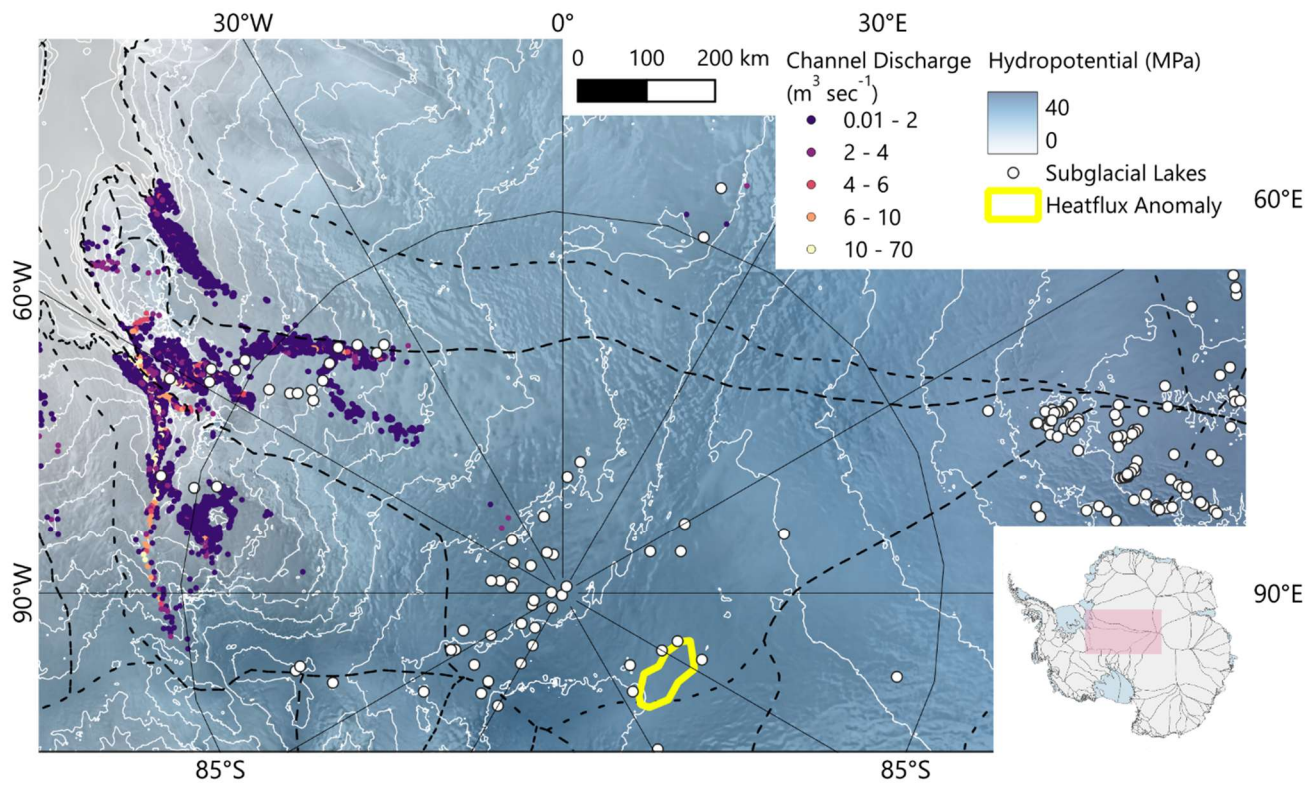 30°W
0°
30°E
0 100 200 km
Channel Discharge
(m³ sec⁻¹)
0.01 - 2
2 - 4
4 - 6
6 - 10
10 - 70
Hydropotential (MPa)
40
0
Subglacial Lakes
Heatflux Anomaly
60°E
60°W
90°W
90°E
85°S
85°S